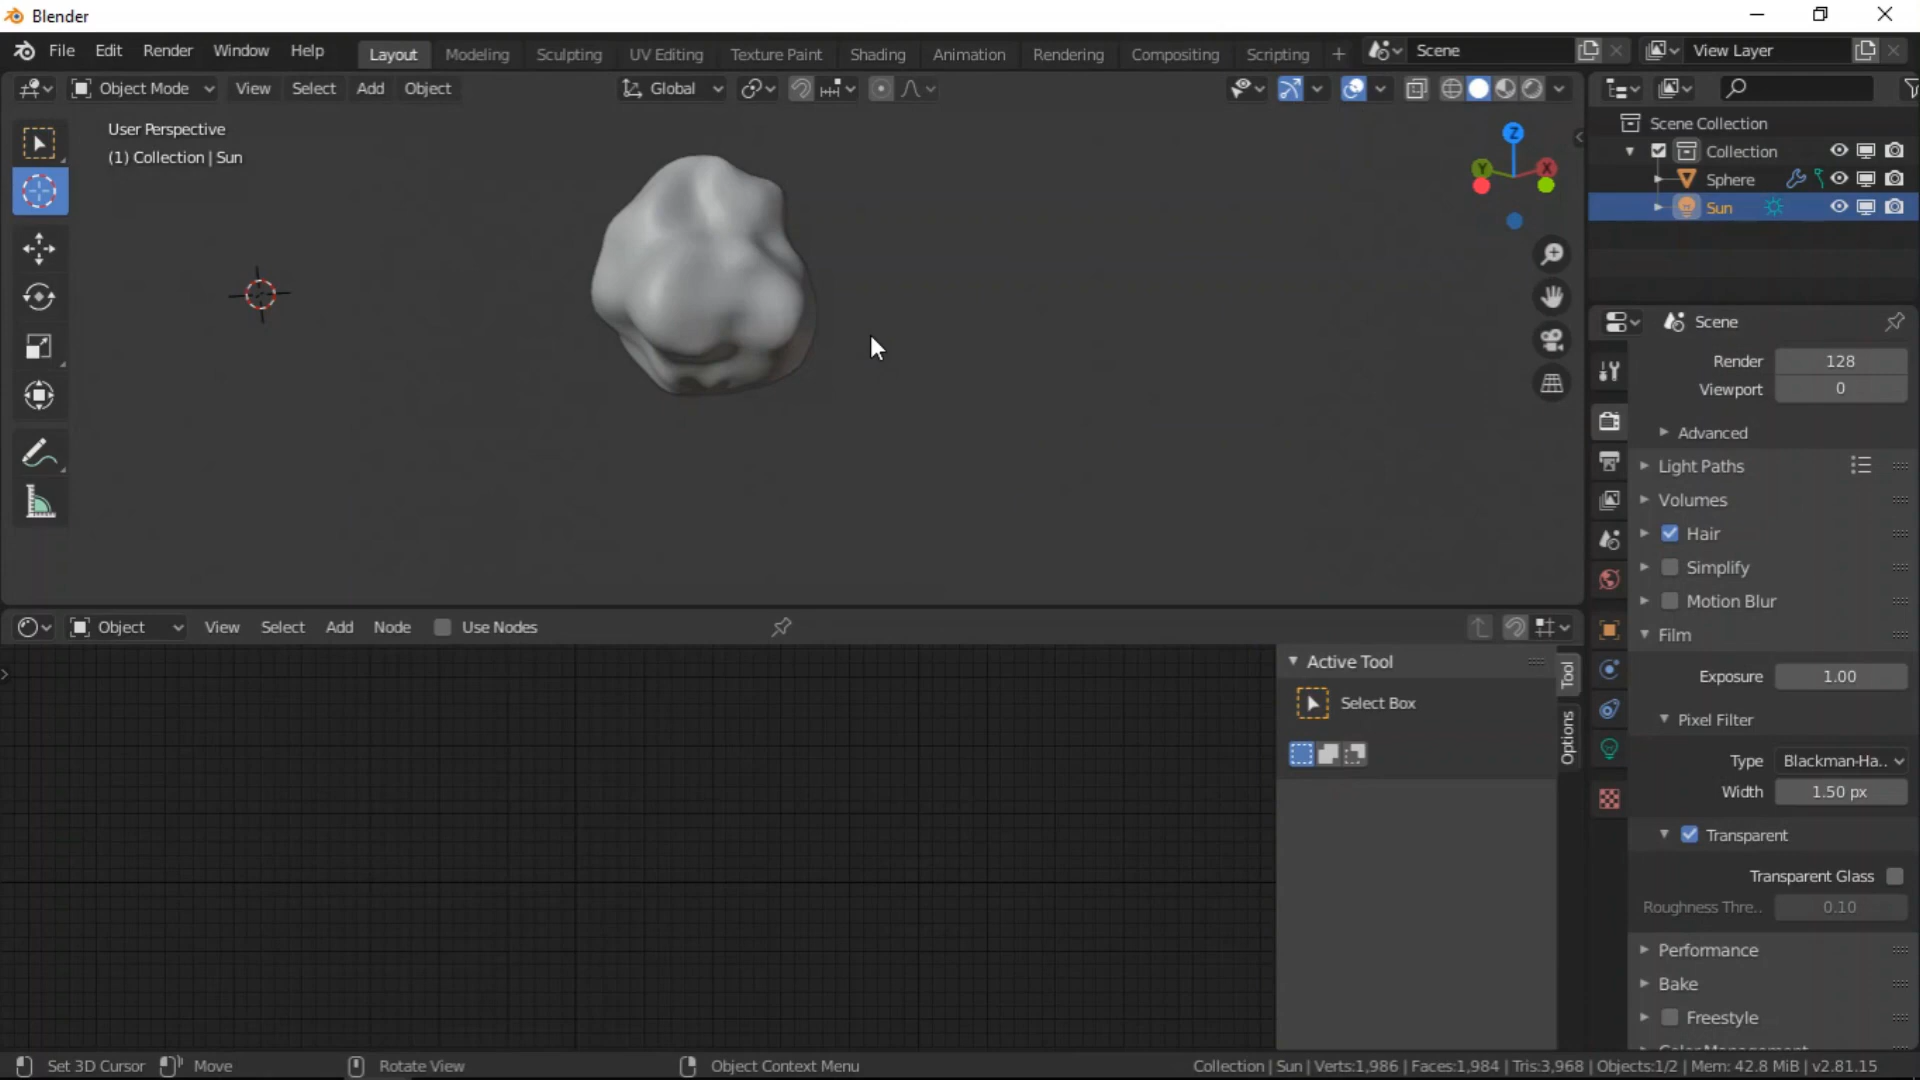 Blender
File Edit Render Window Help Layout Modeling Sculpting UV Editing Texture Paint Shading Animation Rendering Compositing Scripting + Scene View Layer
Object Mode View Select Add Object Global
User Perspective
(1) Collection | Sun
Z
Y
X
Scene Collection
Collection
Sphere
Sun
Scene
Render 128
Viewport 0
Advanced
Light Paths
Volumes
Hair
Simplify
Motion Blur
Film
Exposure 1.00
Pixel Filter
Type Blackman-Ha..
Width 1.50 px
Transparent
Transparent Glass
Roughness Thre.. 0.10
Performance
Bake
Freestyle
Object View Select Add Node Use Nodes
Active Tool
Select Box
Tool
Options
Set 3D Cursor Move Rotate View Object Context Menu Collection | Sun | Verts:1,986 | Faces:1,984 | Tris:3,968 | Objects:1/2 | Mem: 42.8 MiB | v2.81.15